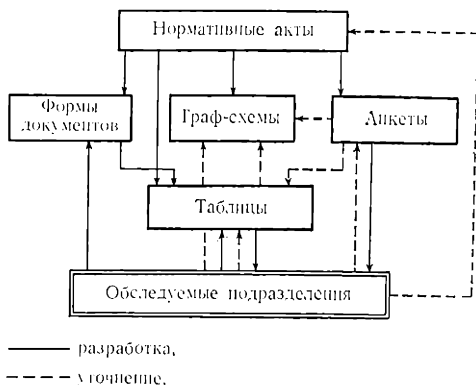 Нормативные акты
Формы
документов
Граф-схемы
Анкеты
Таблицы
Обследуемые подразделения
разработка,
уточнение,